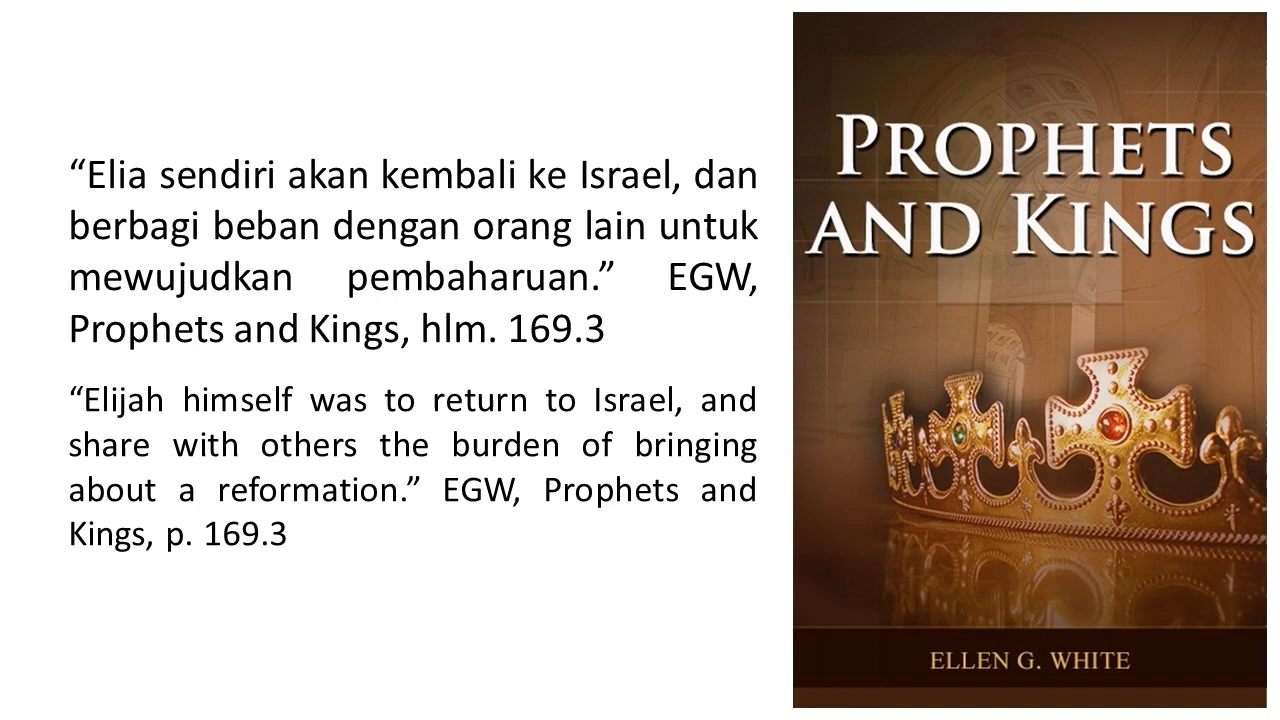 “Elia sendiri akan kembali ke Israel, dan
berbagi beban dengan orang lain untuk
mewujudkan pembaharuan.” EGW,
Prophets and Kings, hlm. 169.3
“Elijah himself was to return to Israel, and
share with others the burden of bringing
about a reformation.” EGW, Prophets and
Kings, p. 169.3
PROPHETS
AND KINGS
ELLEN G. WHITE